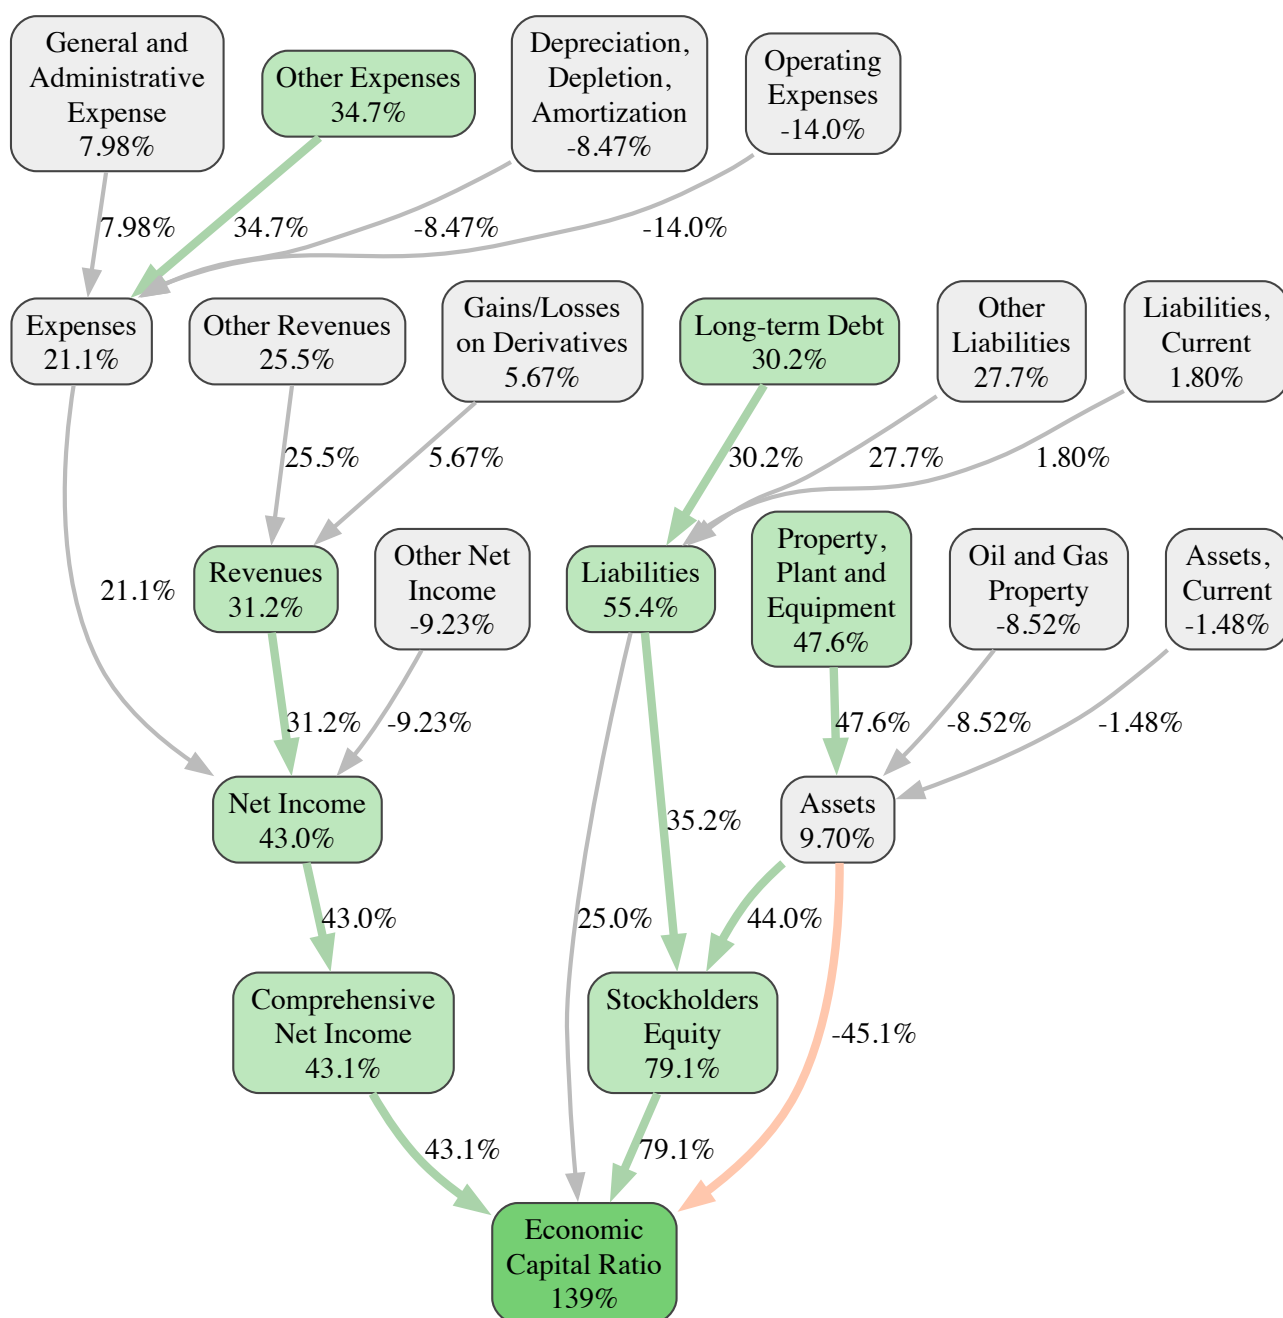 General and
Administrative
Expense
7.98%
Other Expenses
34.7%
Depreciation,
Depletion,
Amortization
-8.47%
Operating
Expenses
-14.0%
7.98%
34.7%
-8.47%
-14.0%
Expenses
21.1%
Other Revenues
25.5%
Gains/Losses
on Derivatives
5.67%
Long-term Debt
30.2%
Other
Liabilities
27.7%
Liabilities,
Current
1.80%
25.5%
5.67%
30.2%
27.7%
1.80%
21.1%
Revenues
31.2%
Other Net
Income
-9.23%
Liabilities
55.4%
Property,
Plant and
Equipment
47.6%
Oil and Gas
Property
-8.52%
Assets,
Current
-1.48%
31.2%
-9.23%
47.6%
-8.52%
-1.48%
Net Income
43.0%
35.2%
Assets
9.70%
43.0%
25.0%
44.0%
Comprehensive
Net Income
43.1%
Stockholders
Equity
79.1%
-45.1%
43.1%
79.1%
Economic
Capital Ratio
139%